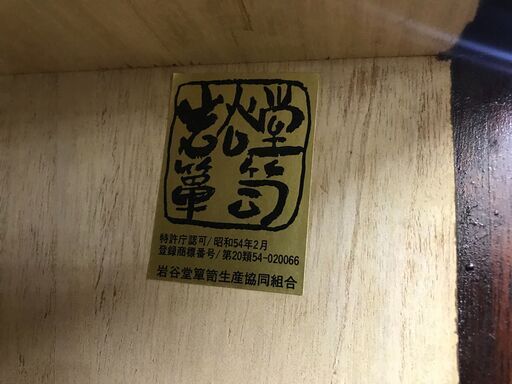 岩谷堂
箪笥
特許庁認可/昭和54年2月
登録商標番号/第20類54-020066
岩谷堂箪笥生産協同組合